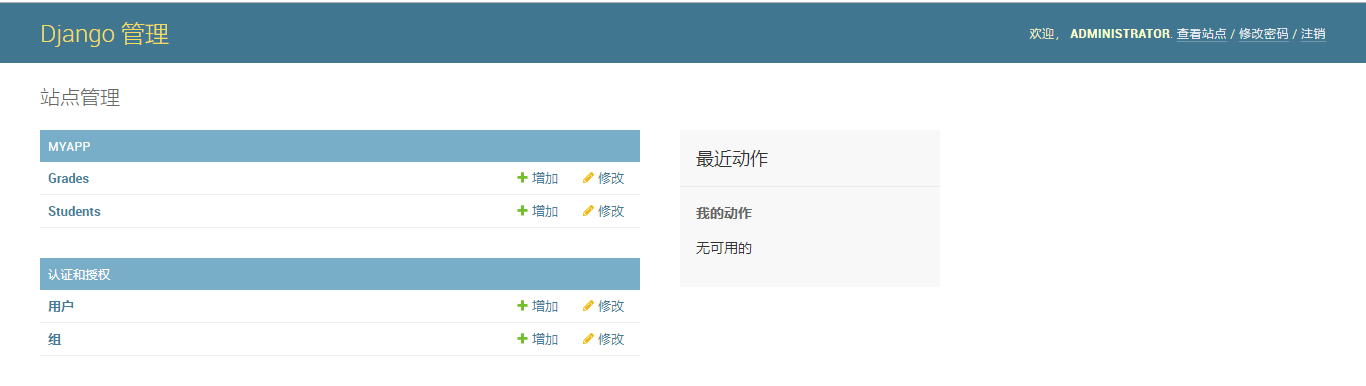 Django 管理
欢迎， ADMINISTRATOR. 查看站点 / 修改密码 / 注销
站点管理
MYAPP
Grades 增加 修改
Students 增加 修改
认证和授权
用户 增加 修改
组 增加 修改
最近动作
我的动作
无可用的